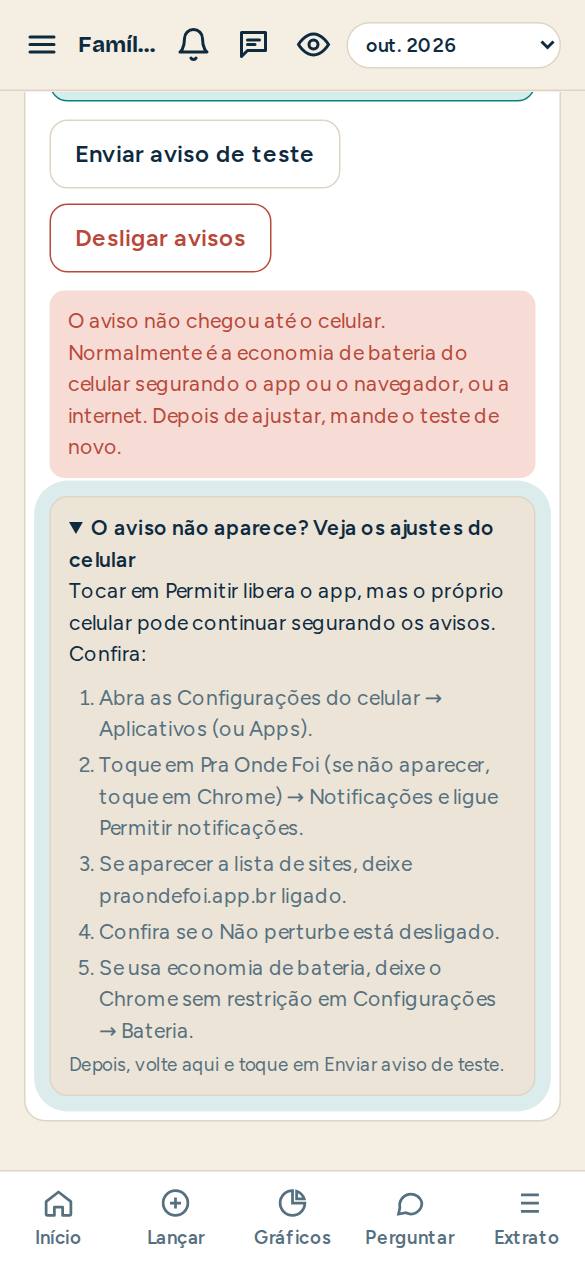 Famíl...
out. 2026
Enviar aviso de teste
Desligar avisos
O aviso não chegou até o celular.
Normalmente é a economia de bateria do
celular segurando o app ou o navegador, ou a
internet. Depois de ajustar, mande o teste de
novo.
▼ O aviso não aparece? Veja os ajustes do
celular
Tocar em Permitir libera o app, mas o próprio
celular pode continuar segurando os avisos.
Confira:
1. Abra as Configurações do celular →
Aplicativos (ou Apps).
2. Toque em Pra Onde Foi (se não aparecer,
toque em Chrome) → Notificações e ligue
Permitir notificações.
3. Se aparecer a lista de sites, deixe
praondefoi.app.br ligado.
4. Confira se o Não perturbe está desligado.
5. Se usa economia de bateria, deixe o
Chrome sem restrição em Configurações
→ Bateria.
Depois, volte aqui e toque em Enviar aviso de teste.
Início
Lançar
Gráficos
Perguntar
Extrato